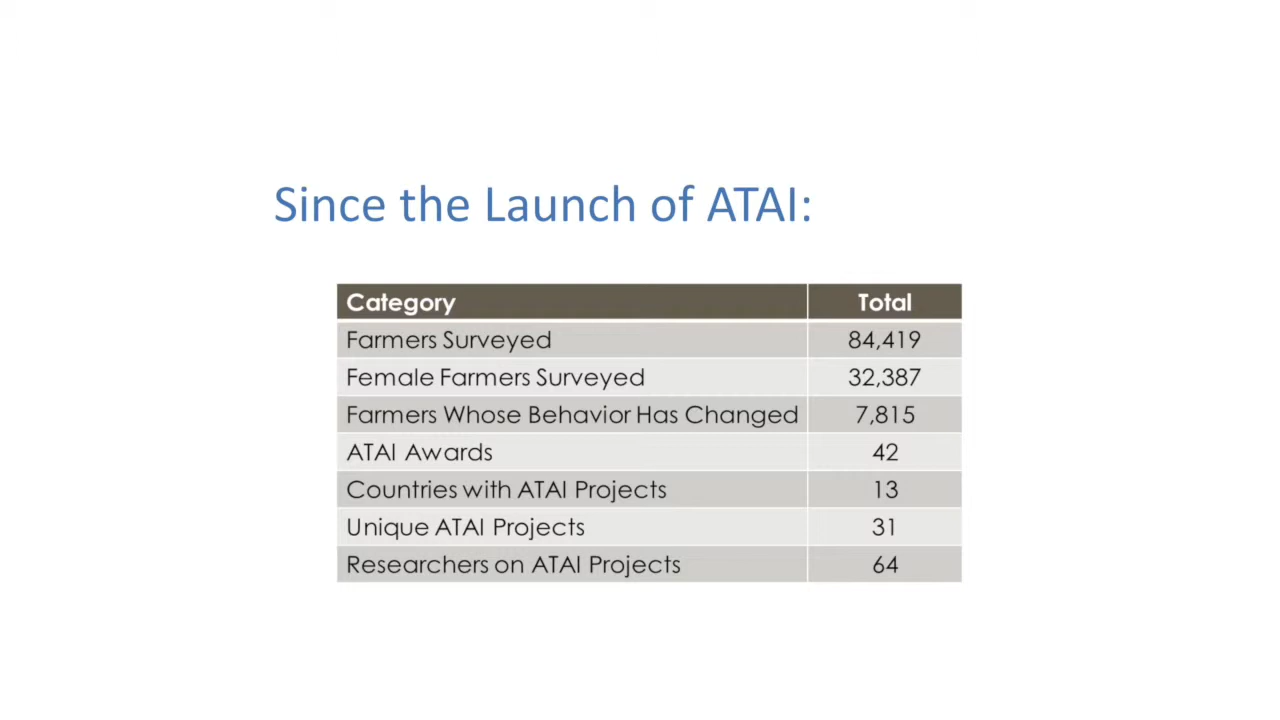 Since the Launch of ATAI:
Category Total
Farmers Surveyed 84,419
Female Farmers Surveyed 32,387
Farmers Whose Behavior Has Changed 7,815
ATAI Awards 42
Countries with ATAI Projects 13
Unique ATAI Projects 31
Researchers on ATAI Projects 64